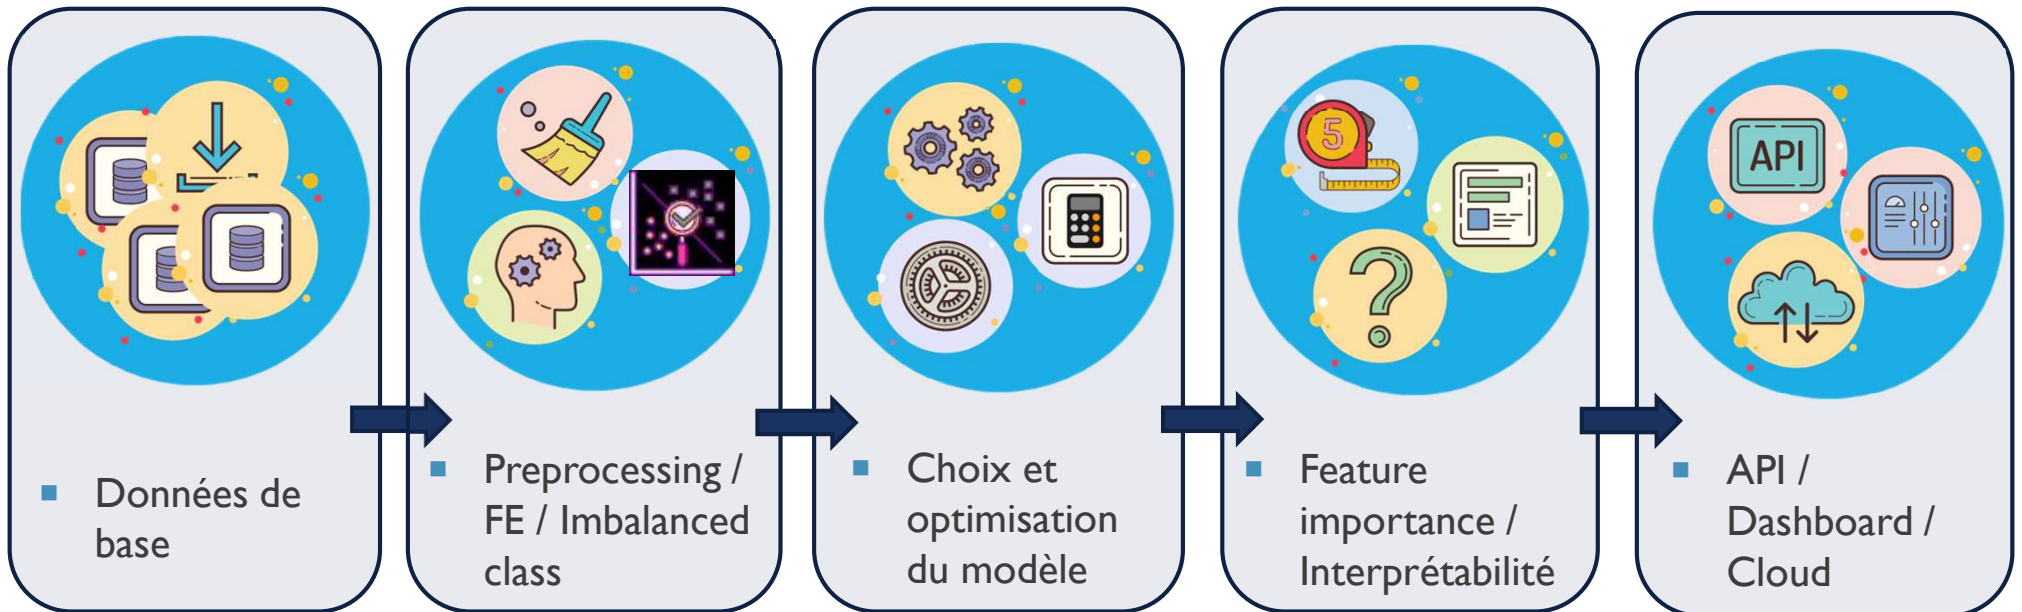 Données de
base
Preprocessing /
FE / Imbalanced
class
Choix et
optimisation
du modèle
5
Feature
importance /
Interprétabilité
API
API /
Dashboard /
Cloud